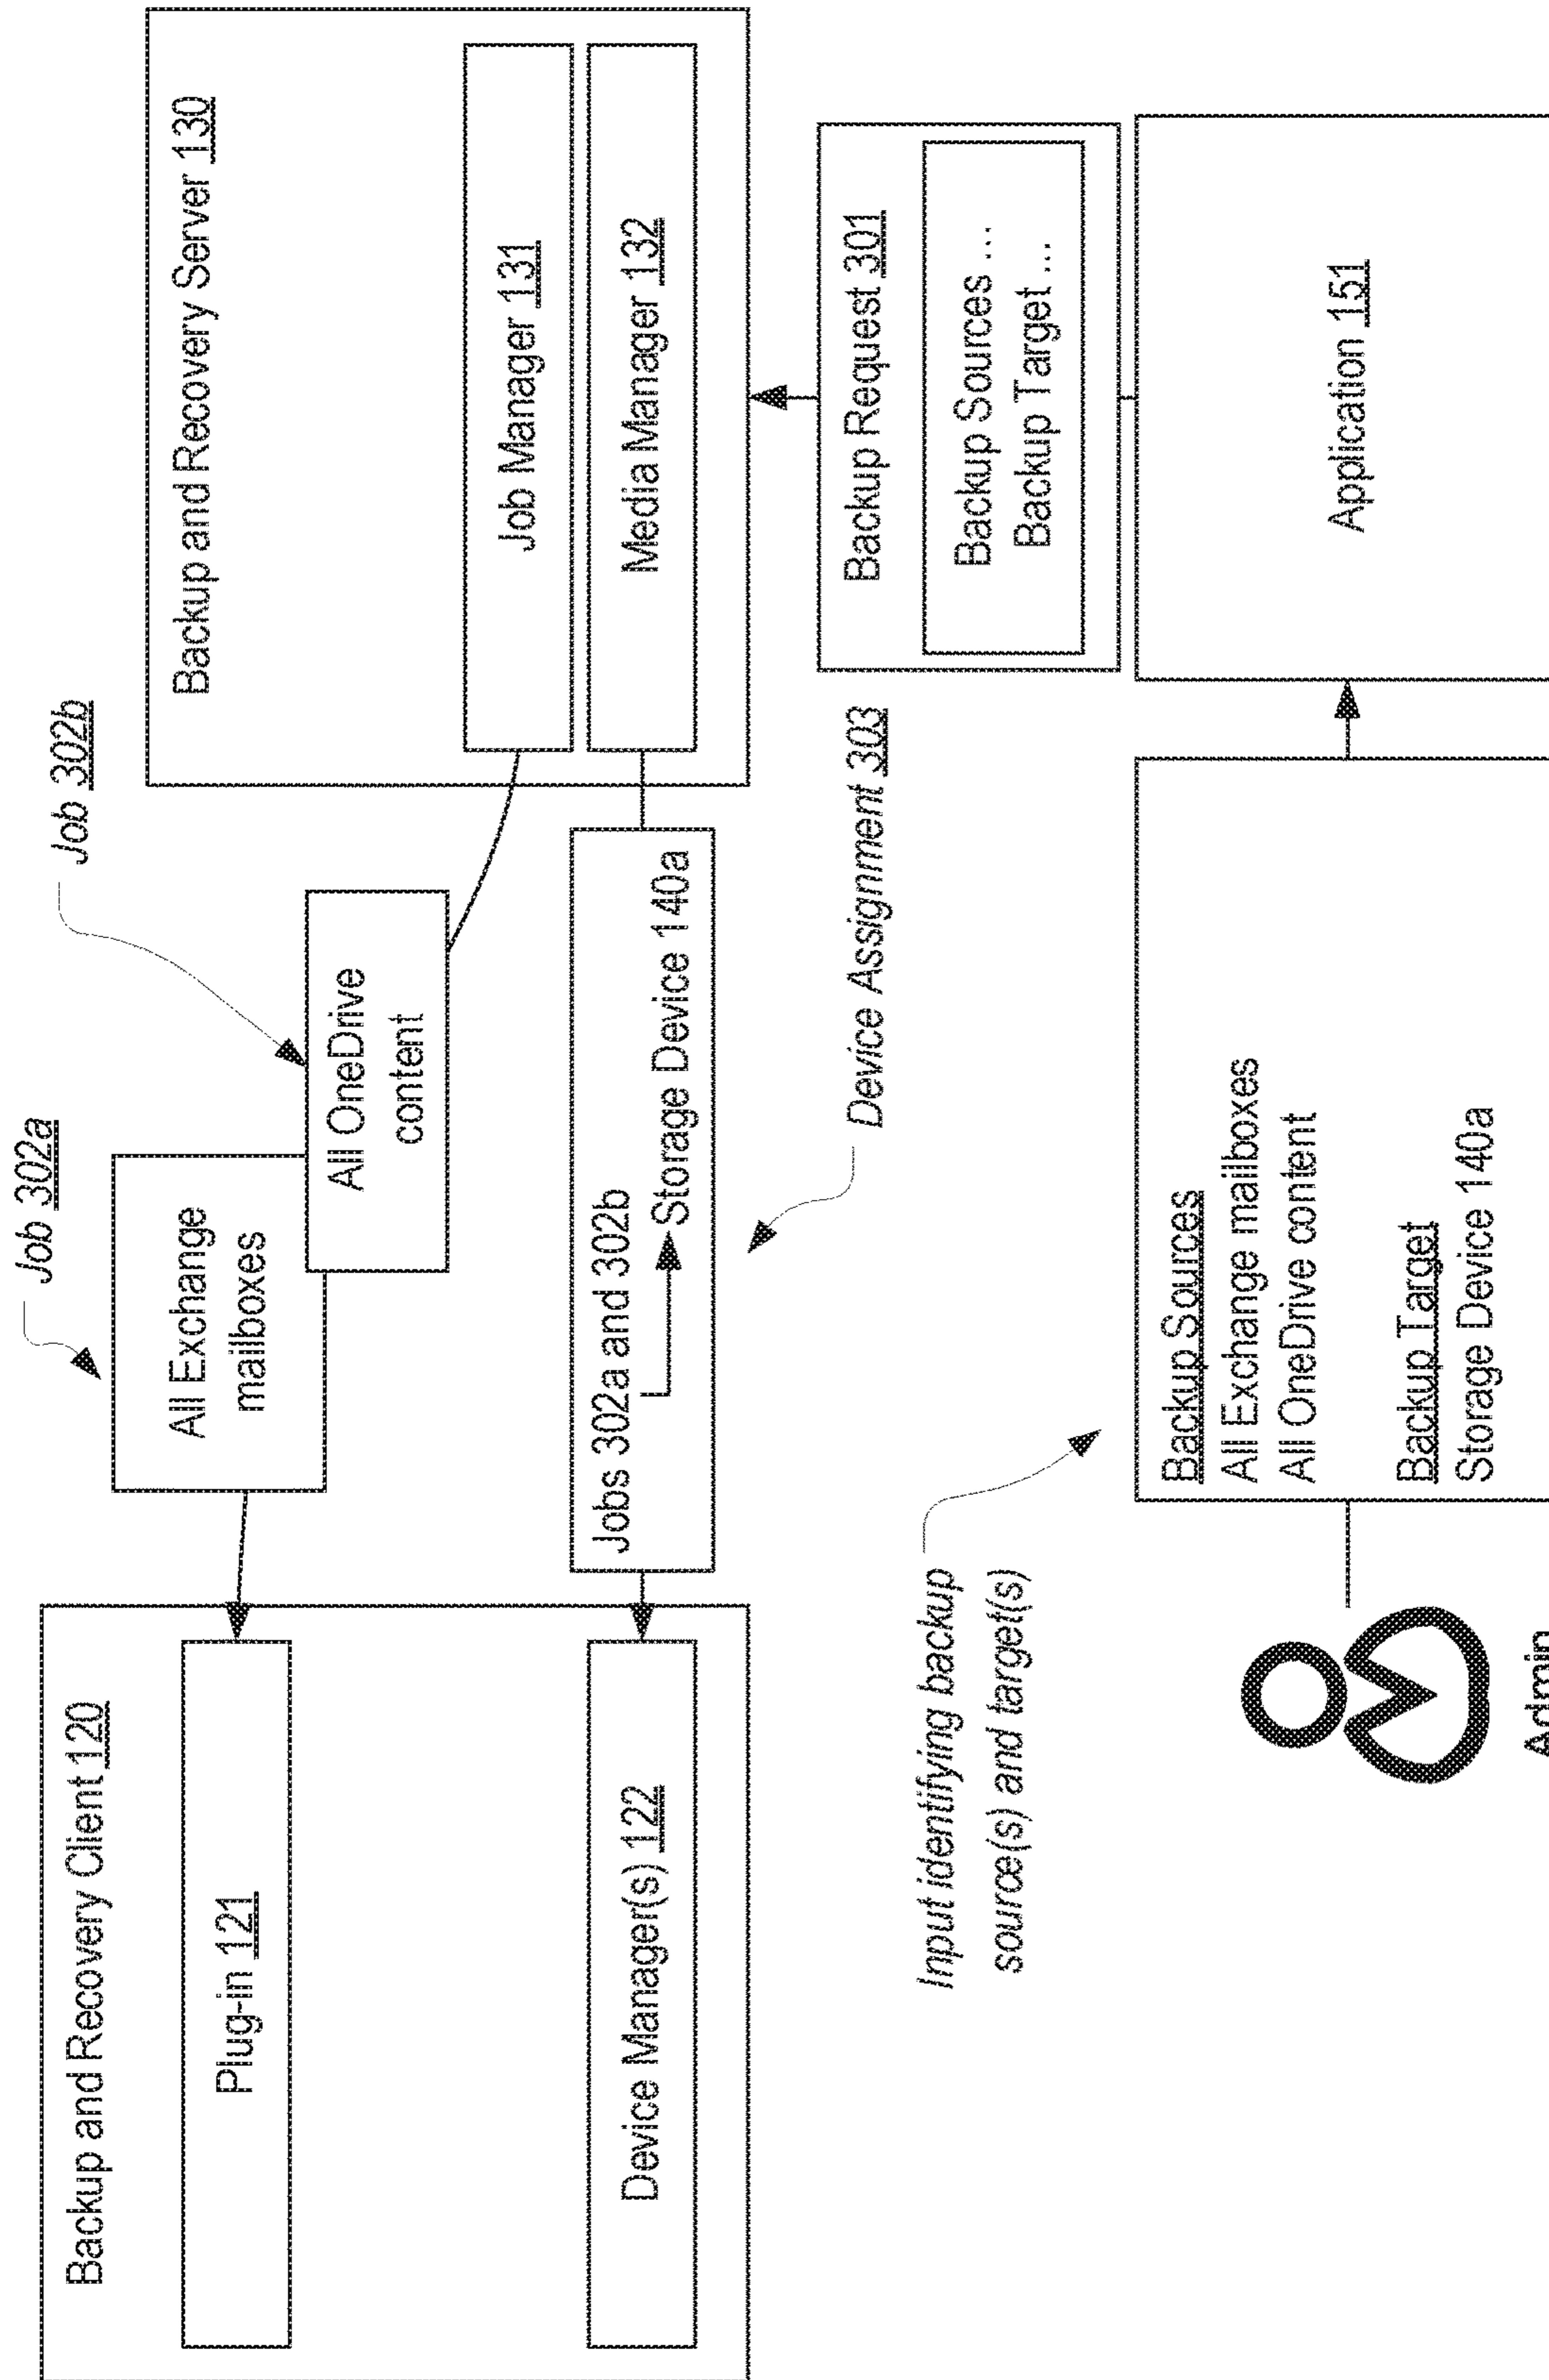 Job 302a
Job 302b
Backup and Recovery Client 120
Plug-in 121
Device Manager(s) 122
All Exchange
mailboxes
All OneDrive
content
Jobs 302a and 302b
Storage Device 140a
Backup and Recovery Server 130
Job Manager 131
Media Manager 132
Device Assignment 303
Backup Request 301
Backup Sources ...
Backup Target ...
Input identifying backup
source(s) and target(s)
Admin
Backup Sources
All Exchange mailboxes
All OneDrive content
Backup Target
Storage Device 140a
Application 151